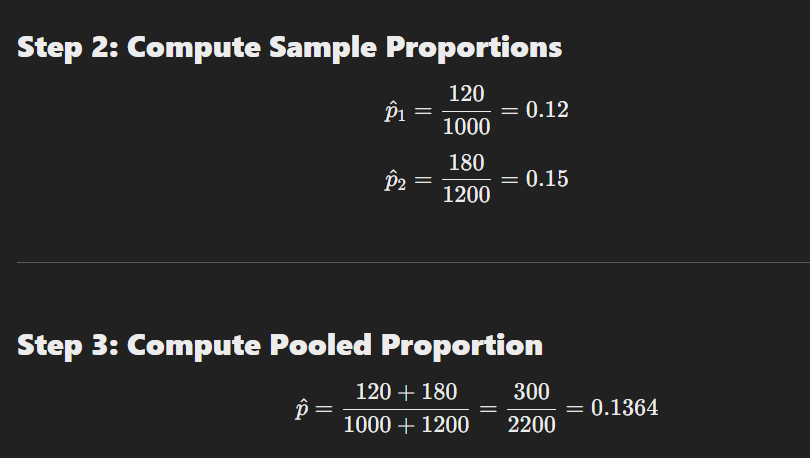 Step 2: Compute Sample Proportions
p̂₁ = 120/1000 = 0.12
p̂₂ = 180/1200 = 0.15
Step 3: Compute Pooled Proportion
p̂ = (120 + 180)/(1000 + 1200) = 300/2200 = 0.1364